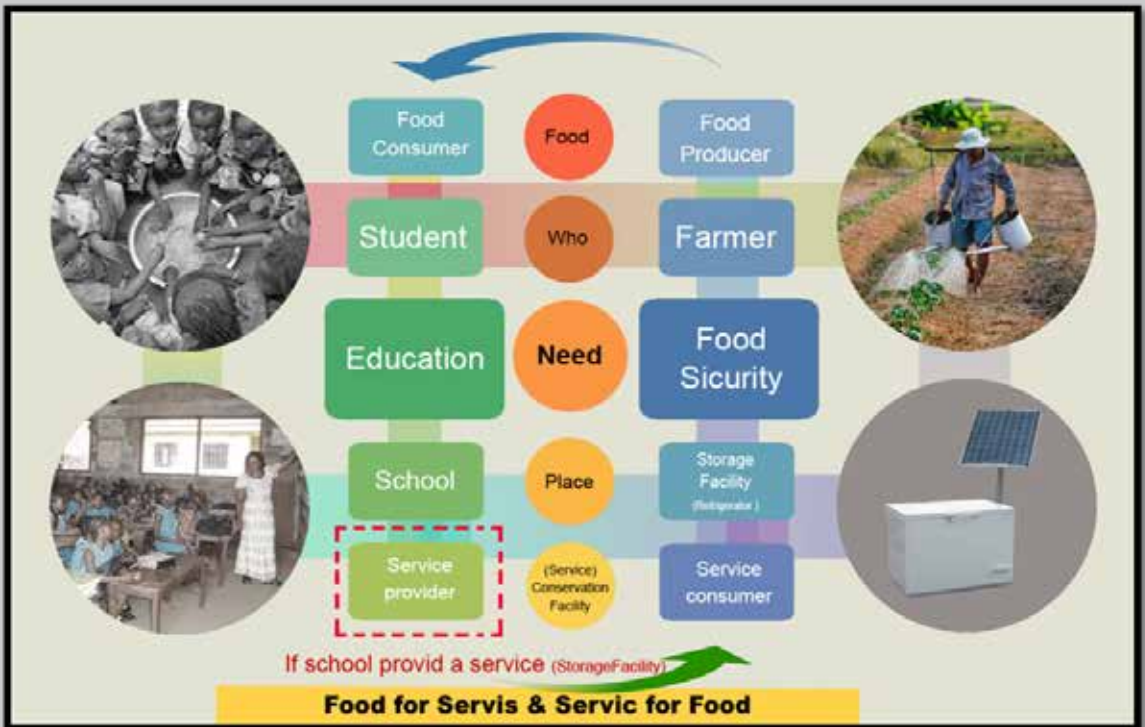 Food
Consumer
Food
Food
Producer
Student
Who
Farmer
Education
Need
Food
Sicurity
School
Place
Storage
Facility
(Refrigerator )
Service
provider
(Service)
Conservation
Facility
Service
consumer
If school provid a service (StorageFacility)
Food for Servis & Servic for Food